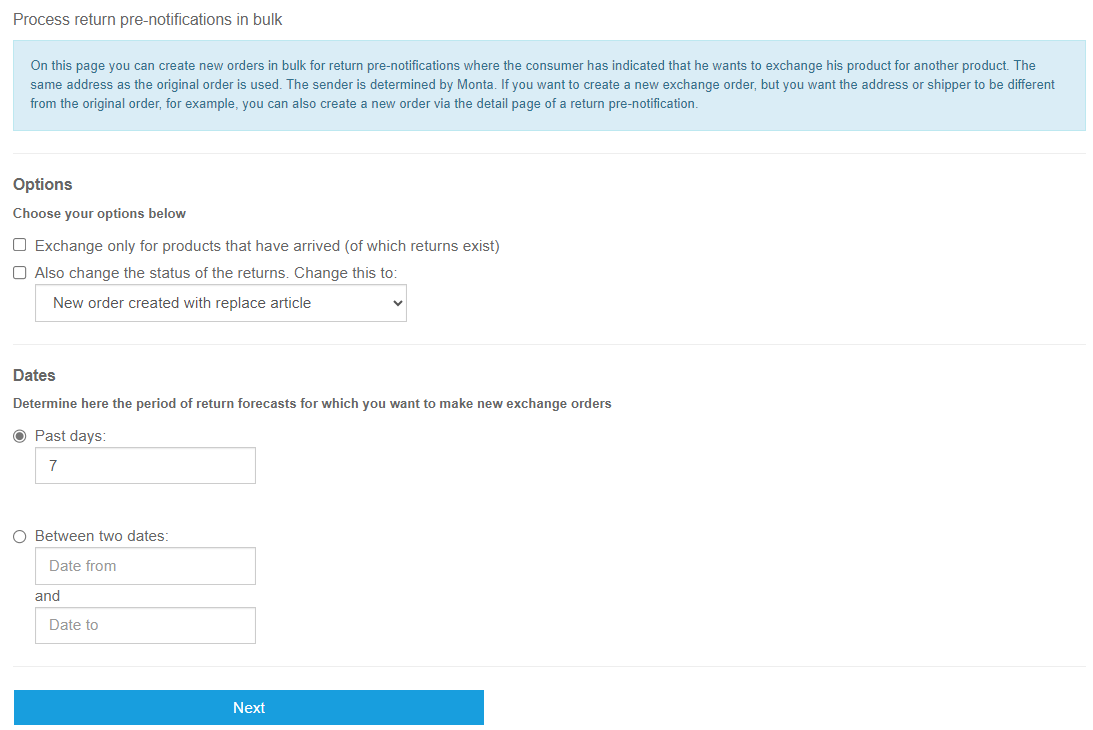 Process return pre-notifications in bulk
On this page you can create new orders in bulk for return pre-notifications where the consumer has indicated that he wants to exchange his product for another product. The
same address as the original order is used. The sender is determined by Monta. If you want to create a new exchange order, but you want the address or shipper to be different
from the original order, for example, you can also create a new order via the detail page of a return pre-notification.
Options
Choose your options below
Exchange only for products that have arrived (of which returns exist)
Also change the status of the returns. Change this to:
New order created with replace article
Dates
Determine here the period of return forecasts for which you want to make new exchange orders
Past days:
7
Between two dates:
Date from
and
Date to
Next